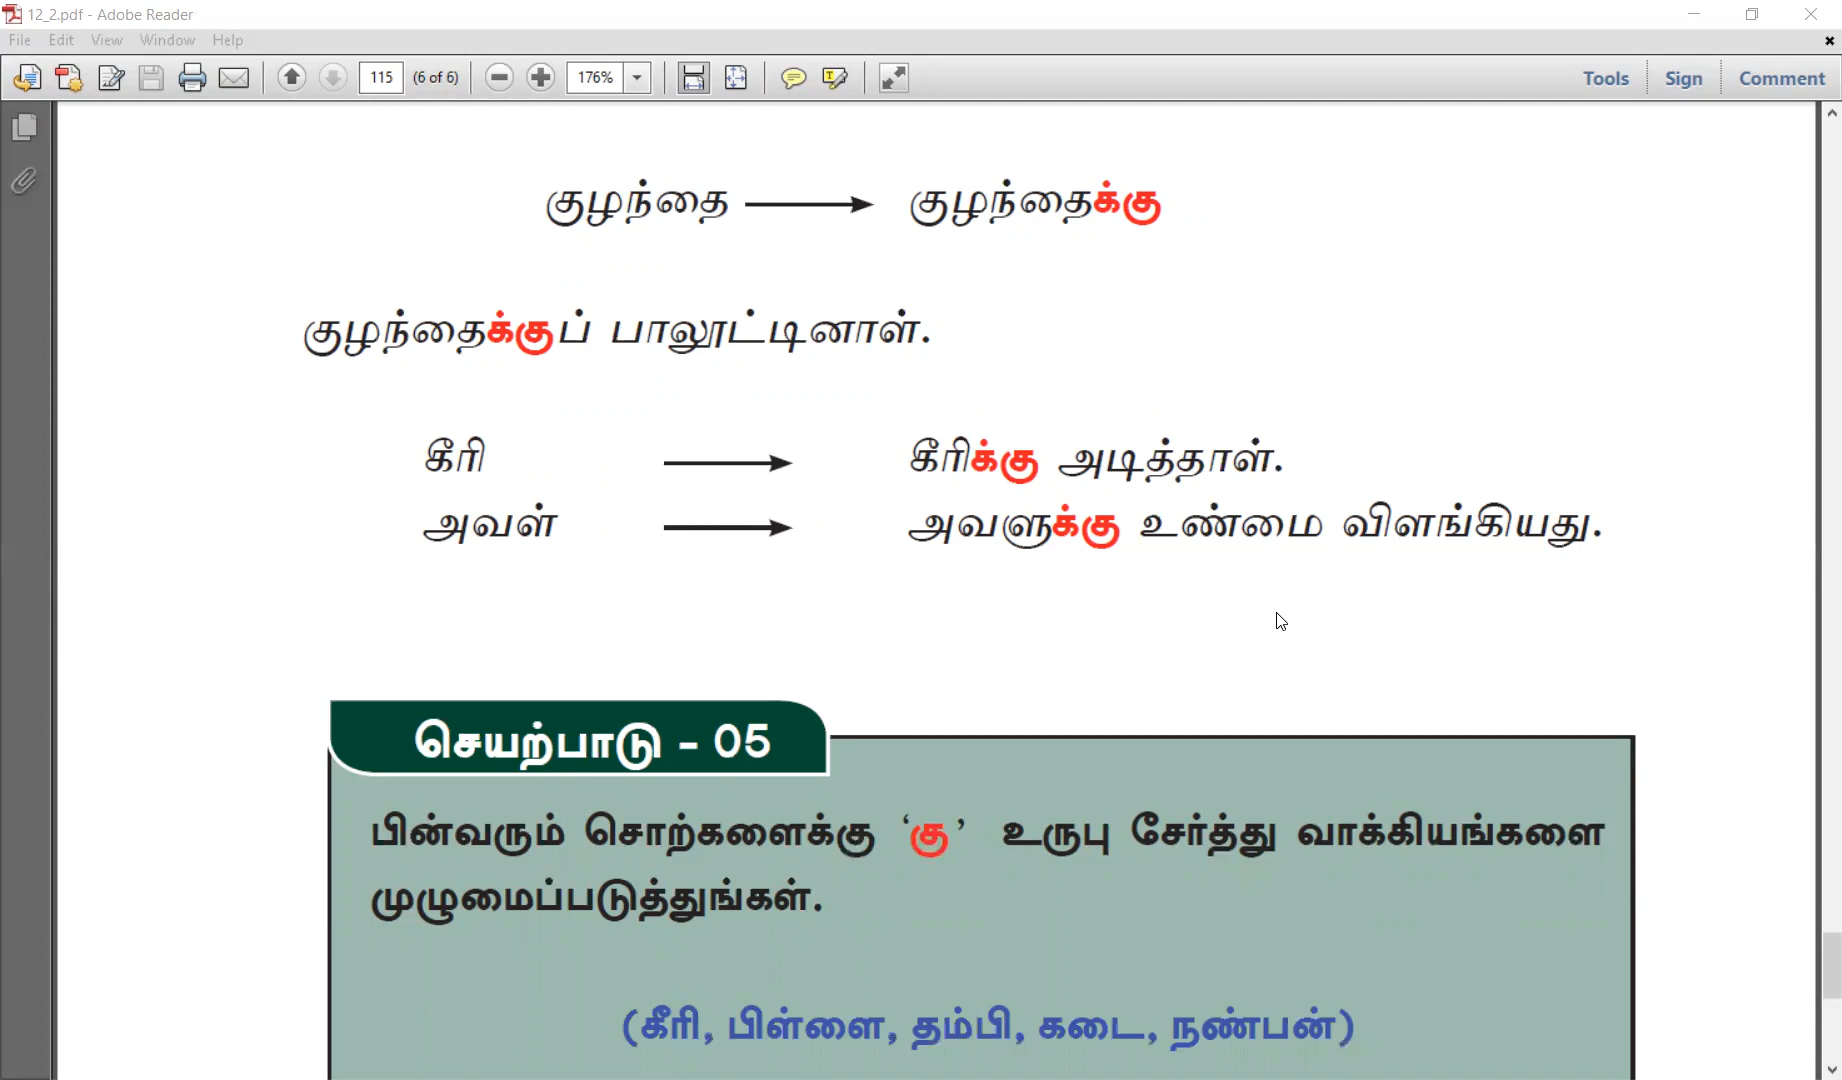 12_2.pdf - Adobe Reader
File Edit View Window Help
115 (6 of 6) 176% Tools Sign Comment
குழந்தை குழந்தைக்கு
குழந்தைக்குப் பாலூட்டினாள்.
கீரி கீரிக்கு அடித்தாள்.
அவள் அவளுக்கு உண்மை விளங்கியது.
செயற்பாடு - 05
பின்வரும் சொற்களைக்கு ‘கு’ உருபு சேர்த்து வாக்கியங்களை
முழுமைப்படுத்துங்கள்.
(கீரி, பிள்ளை, தம்பி, கடை, நண்பன்)